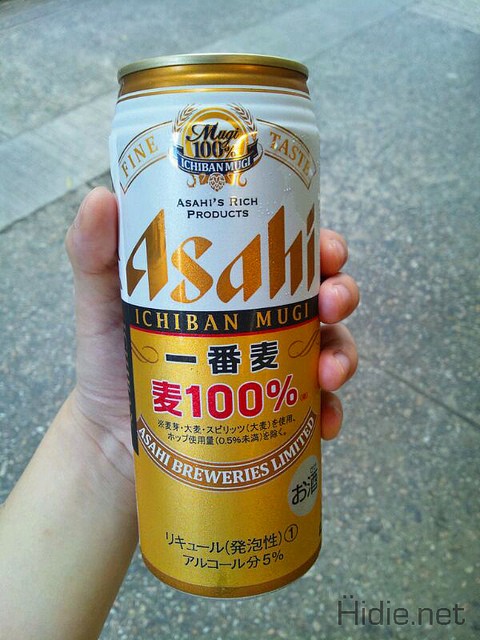 Mugi
100%
ICHIBAN MUGI
FINE TASTE
ASAHI'S RICH
PRODUCTS
Asahi
ICHIBAN MUGI
一番麦
麦100%※
※麦芽・大麦・スピリッツ(大麦)を使用。
ホップ使用量(0.5%未満)を除く。
ASAHI BREWERIES LIMITED
お酒
リキュール(発泡性)①
アルコール分5%
Hidie.net